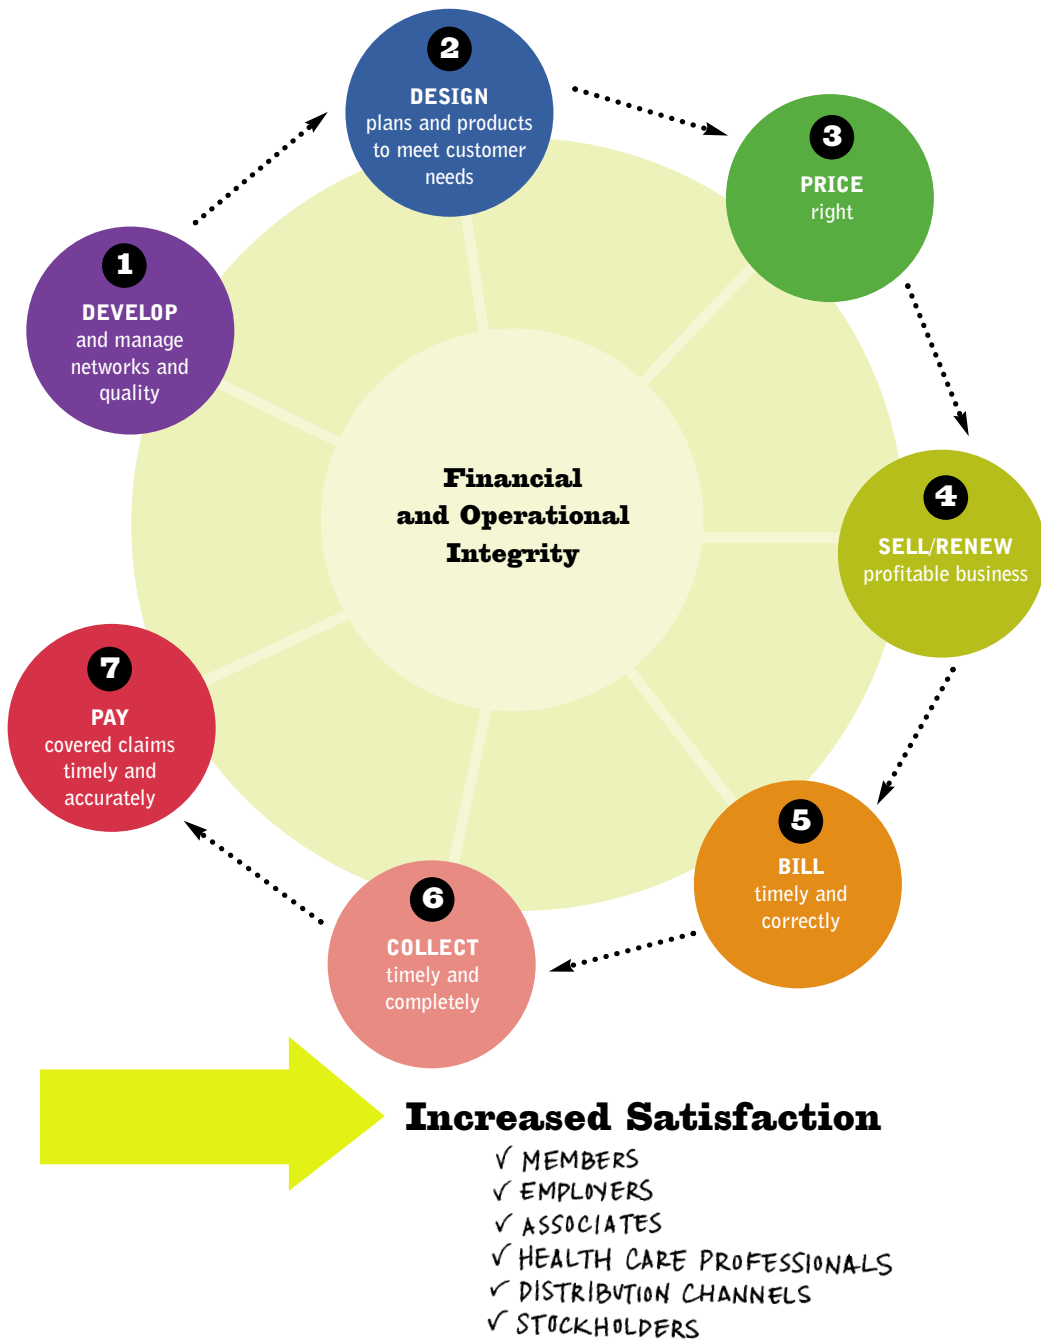 1
DEVELOP
and manage
networks and
quality
2
DESIGN
plans and products
to meet customer
needs
3
PRICE
right
4
SELL/RENEW
profitable business
5
BILL
timely and
correctly
6
COLLECT
timely and
completely
7
PAY
covered claims
timely and
accurately
Financial
and Operational
Integrity
Increased Satisfaction
✓ MEMBERS
✓ EMPLOYERS
✓ ASSOCIATES
✓ HEALTH CARE PROFESSIONALS
✓ DISTRIBUTION CHANNELS
✓ STOCKHOLDERS